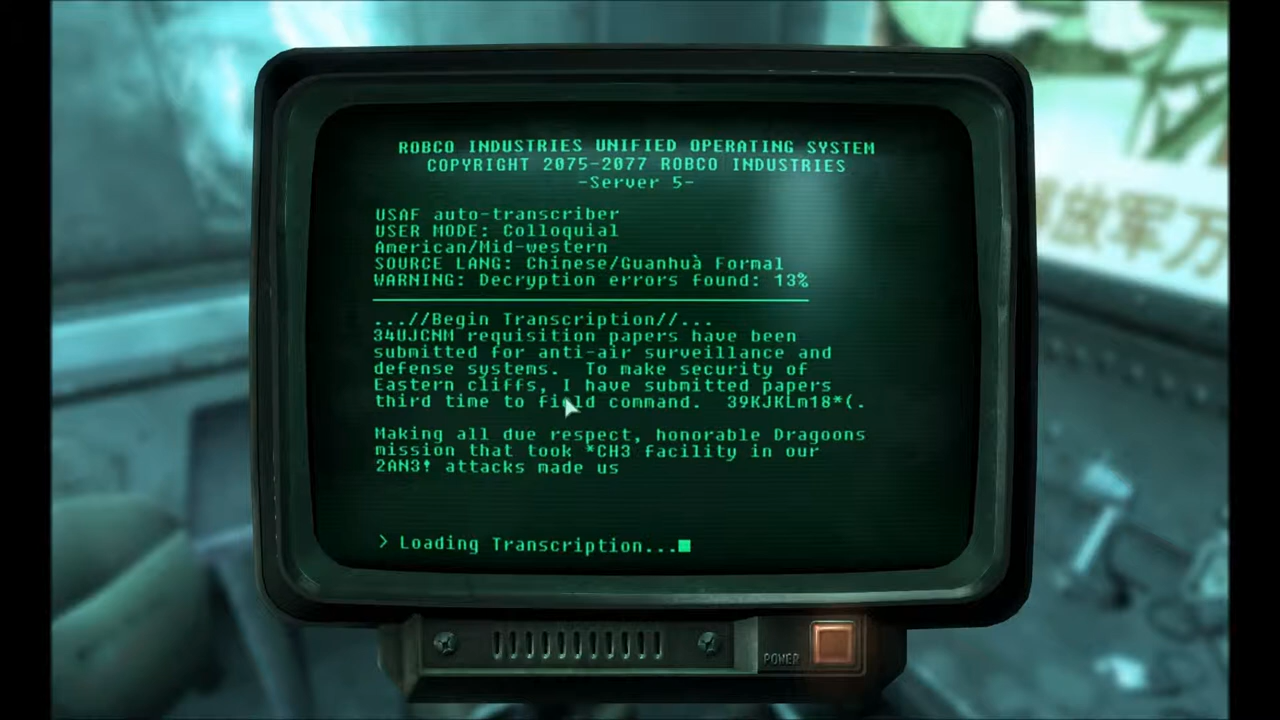 ROBCO INDUSTRIES UNIFIED OPERATING SYSTEM
COPYRIGHT 2075-2077 ROBCO INDUSTRIES
-Server 5-
USAF auto-transcriber
USER MODE: Colloquial
American/Mid-western
SOURCE LANG: Chinese/Guanhuà Formal
WARNING: Decryption errors found: 13%
...//Begin Transcription//...
34UJCNM requisition papers have been
submitted for anti-air surveillance and
defense systems.  To make security of
Eastern cliffs, I have submitted papers
third time to field command.  39KJKLm18*(.
Making all due respect, honorable Dragoons
mission that took *CH3 facility in our
2AN3! attacks made us
> Loading Transcription...
POWER
放军万